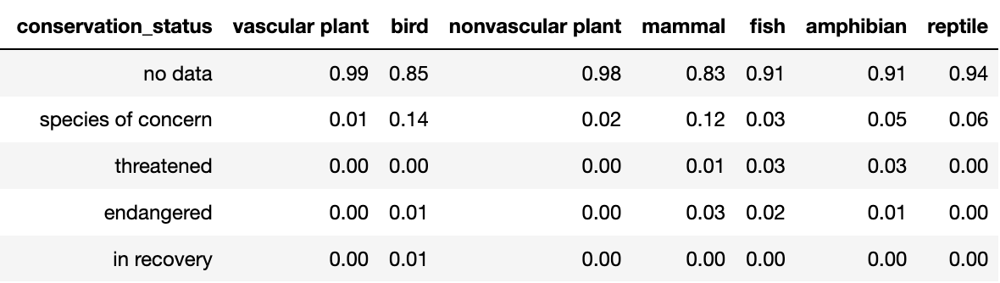 conservation_status vascular plant bird nonvascular plant mammal fish amphibian reptile
no data 0.99 0.85 0.98 0.83 0.91 0.91 0.94
species of concern 0.01 0.14 0.02 0.12 0.03 0.05 0.06
threatened 0.00 0.00 0.00 0.01 0.03 0.03 0.00
endangered 0.00 0.01 0.00 0.03 0.02 0.01 0.00
in recovery 0.00 0.01 0.00 0.00 0.00 0.00 0.00